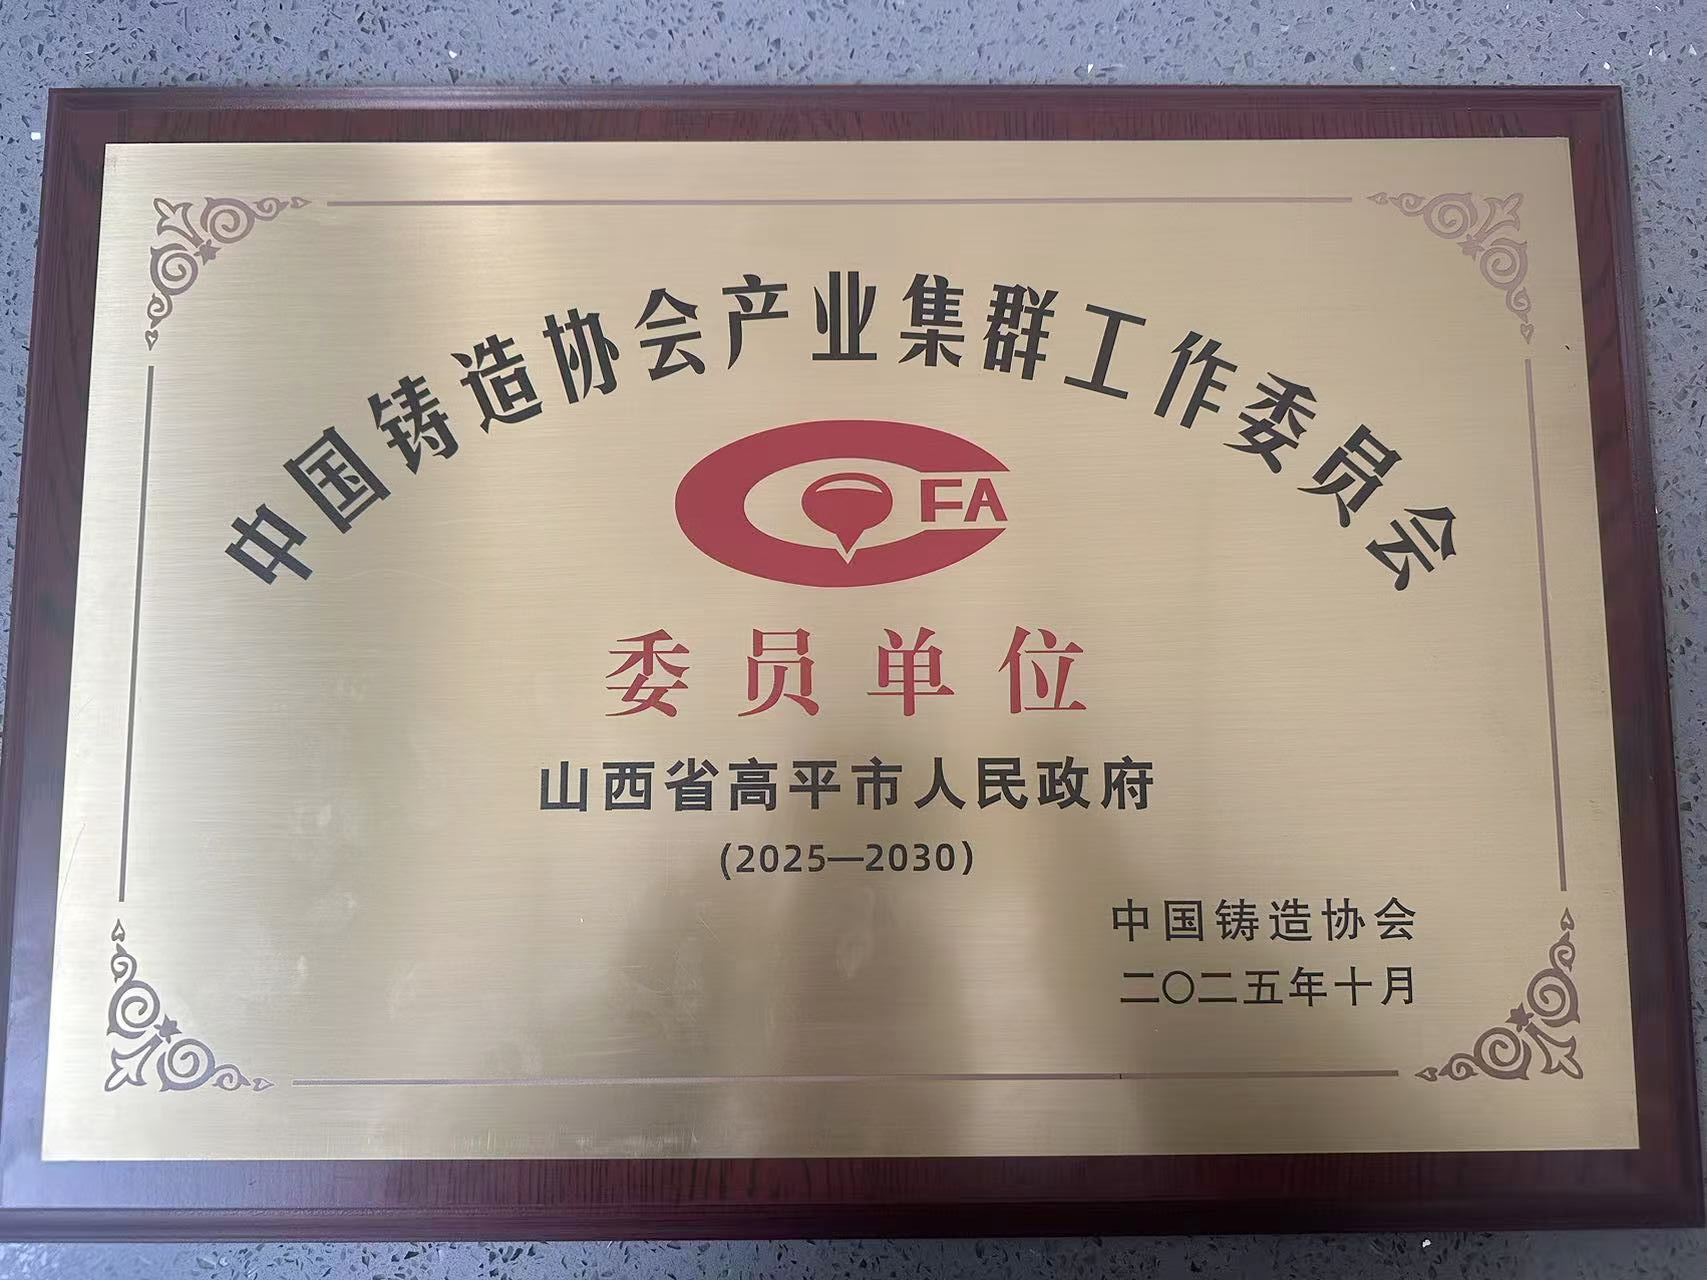 中国铸造协会产业集群工作委员会
FA
委员单位
山西省高平市人民政府
(2025—2030)
中国铸造协会
二〇二五年十月